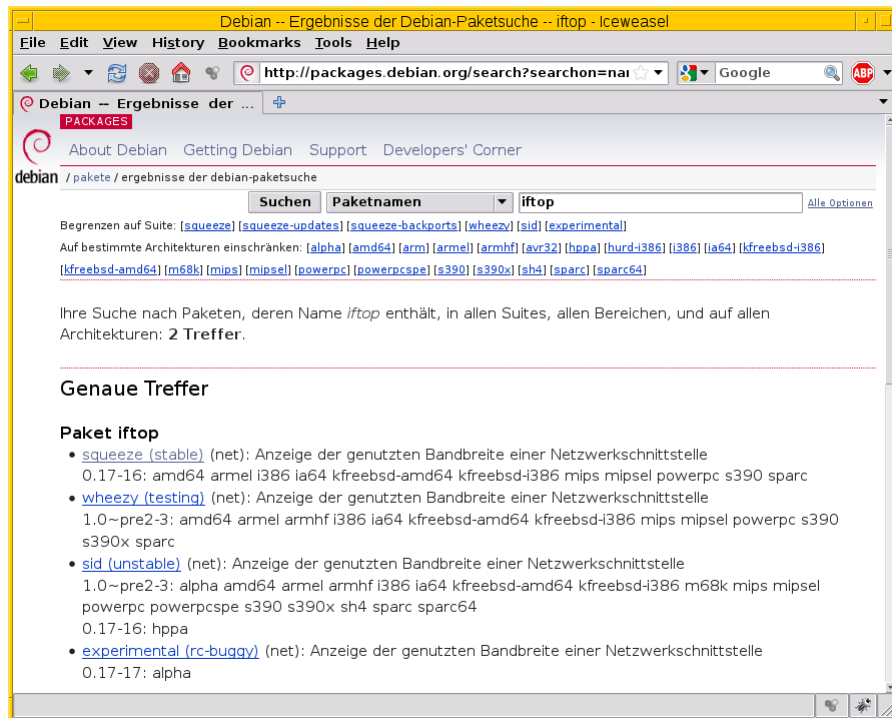 Debian -- Ergebnisse der Debian-Paketsuche -- iftop - Iceweasel
File Edit View History Bookmarks Tools Help
http://packages.debian.org/search?searchon=nar Google ABP
Debian -- Ergebnisse der ...
PACKAGES
About Debian Getting Debian Support Developers' Corner
debian / pakete / ergebnisse der debian-paketsuche
Suchen Paketnamen iftop Alle Optionen
Begrenzen auf Suite: [squeeze] [squeeze-updates] [squeeze-backports] [wheezy] [sid] [experimental]
Auf bestimmte Architekturen einschränken: [alpha] [amd64] [arm] [armel] [armhf] [avr32] [hppa] [hurd-i386] [i386] [ia64] [kfreebsd-i386]
[kfreebsd-amd64] [m68k] [mips] [mipsel] [powerpc] [powerpcspe] [s390] [s390x] [sh4] [sparc] [sparc64]
Ihre Suche nach Paketen, deren Name iftop enthält, in allen Suites, allen Bereichen, und auf allen
Architekturen: 2 Treffer.
Genaue Treffer
Paket iftop
• squeeze (stable) (net): Anzeige der genutzten Bandbreite einer Netzwerkschnittstelle
0.17-16: amd64 armel i386 ia64 kfreebsd-amd64 kfreebsd-i386 mips mipsel powerpc s390 sparc
• wheezy (testing) (net): Anzeige der genutzten Bandbreite einer Netzwerkschnittstelle
1.0~pre2-3: amd64 armel armhf i386 ia64 kfreebsd-amd64 kfreebsd-i386 mips mipsel powerpc s390
s390x sparc
• sid (unstable) (net): Anzeige der genutzten Bandbreite einer Netzwerkschnittstelle
1.0~pre2-3: alpha amd64 armel armhf i386 ia64 kfreebsd-amd64 kfreebsd-i386 m68k mips mipsel
powerpc powerpcspe s390 s390x sh4 sparc sparc64
0.17-16: hppa
• experimental (rc-buggy) (net): Anzeige der genutzten Bandbreite einer Netzwerkschnittstelle
0.17-17: alpha